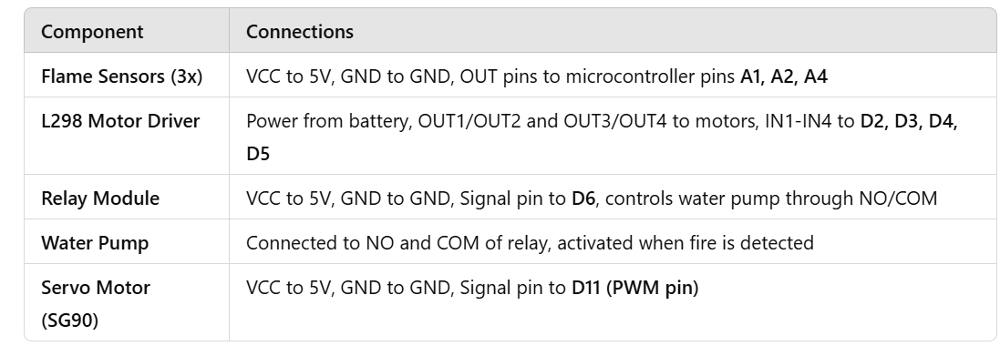 Component Connections
Flame Sensors (3x) VCC to 5V, GND to GND, OUT pins to microcontroller pins A1, A2, A4
L298 Motor Driver Power from battery, OUT1/OUT2 and OUT3/OUT4 to motors, IN1-IN4 to D2, D3, D4,
D5
Relay Module VCC to 5V, GND to GND, Signal pin to D6, controls water pump through NO/COM
Water Pump Connected to NO and COM of relay, activated when fire is detected
Servo Motor VCC to 5V, GND to GND, Signal pin to D11 (PWM pin)
(SG90)